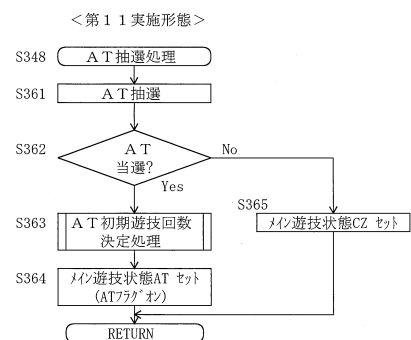 ＜第１１実施形態＞
S348
ＡＴ抽選処理
S361
ＡＴ抽選
S362
ＡＴ
当選?
No
Yes
S363
ＡＴ初期遊技回数
決定処理
S365
ﾒｲﾝ遊技状態CZ セット
S364
ﾒｲﾝ遊技状態AT セット
(ATﾌﾗｸﾞオン)
RETURN